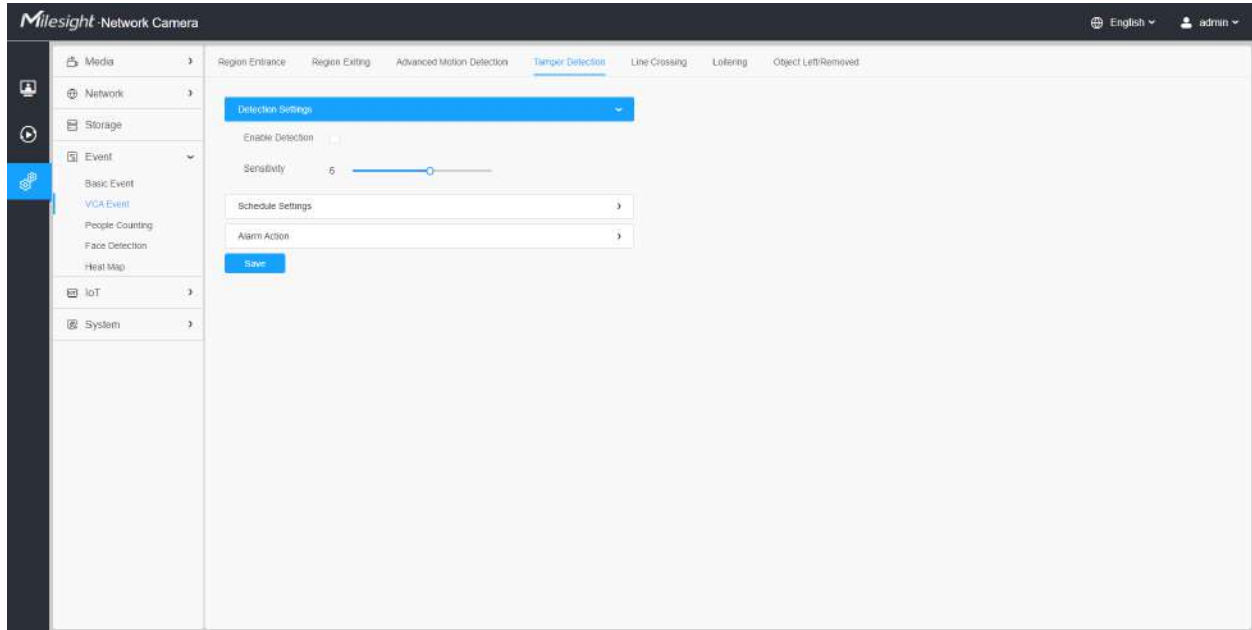 Milesight Network Camera
English
admin
Media
Network
Storage
Event
Basic Event
VCA Event
People Counting
Face Detection
Heat Map
IoT
System
Region Entrance Region Exiting Advanced Motion Detection Tamper Detection Line Crossing Loitering Object Left/Removed
Detection Settings
Enable Detection
Sensitivity 6
Schedule Settings
Alarm Action
Save